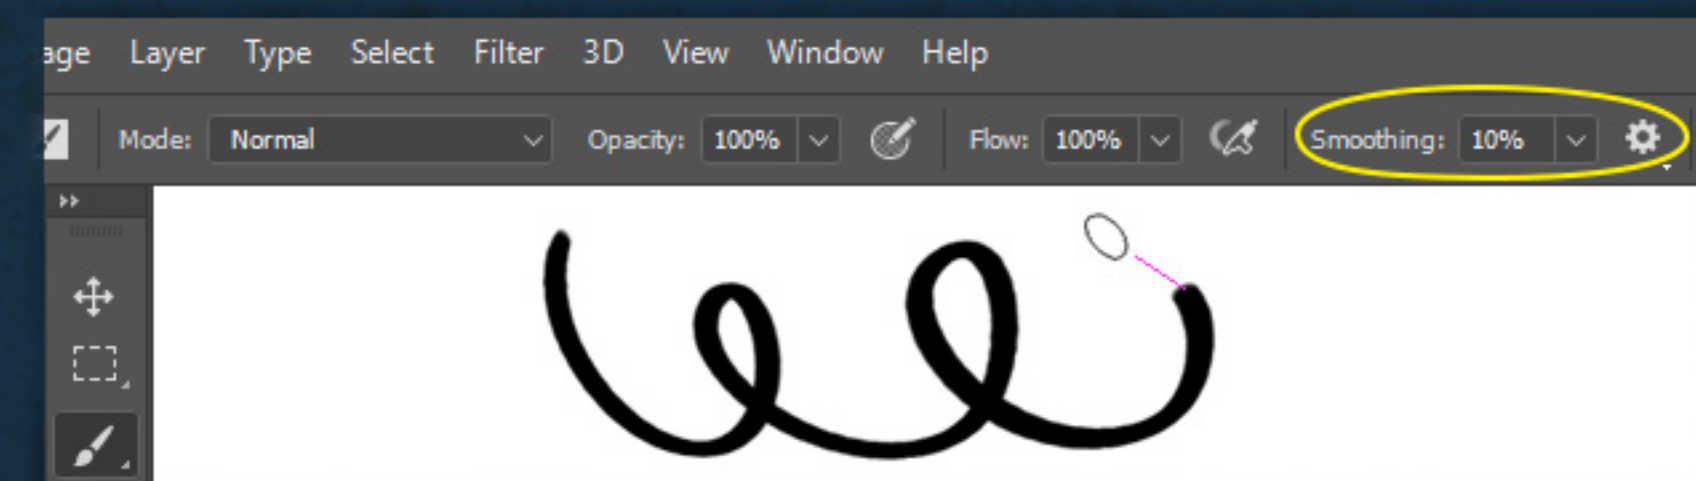 age Layer Type Select Filter 3D View Window Help
Mode: Normal Opacity: 100% Flow: 100% Smoothing: 10%